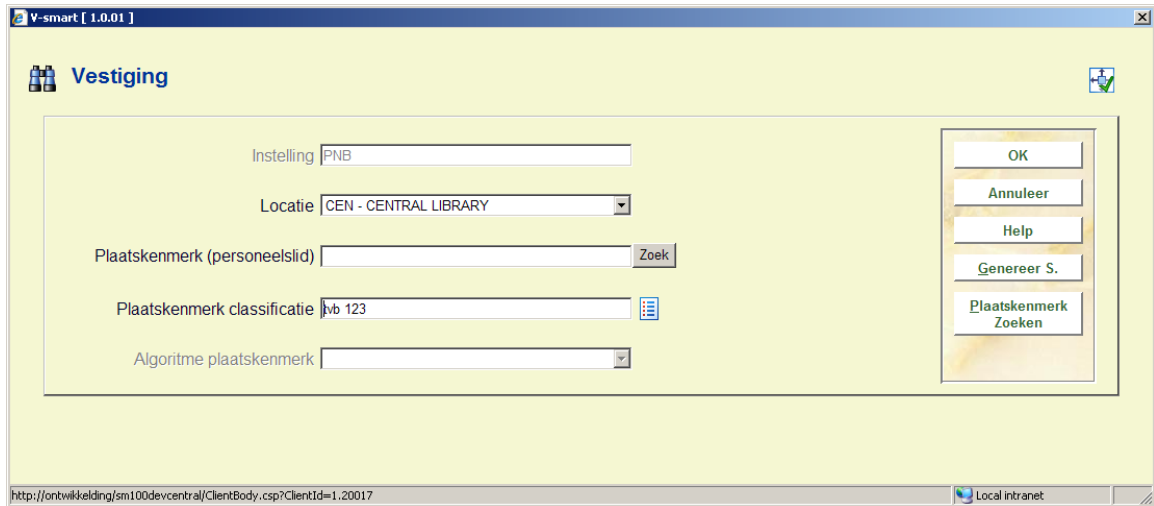 V-smart [ 1.0.01 ]
Vestiging
Instelling PNB
OK
Locatie CEN - CENTRAL LIBRARY
Annuleer
Help
Plaatskenmerk (personeelslid) Zoek
Genereer S.
Plaatskenmerk classificatie tvb 123
Plaatskenmerk
Zoeken
Algoritme plaatskenmerk
http://ontwikkelding/sm100devcentral/ClientBody.csp?ClientId=1.20017 Local intranet